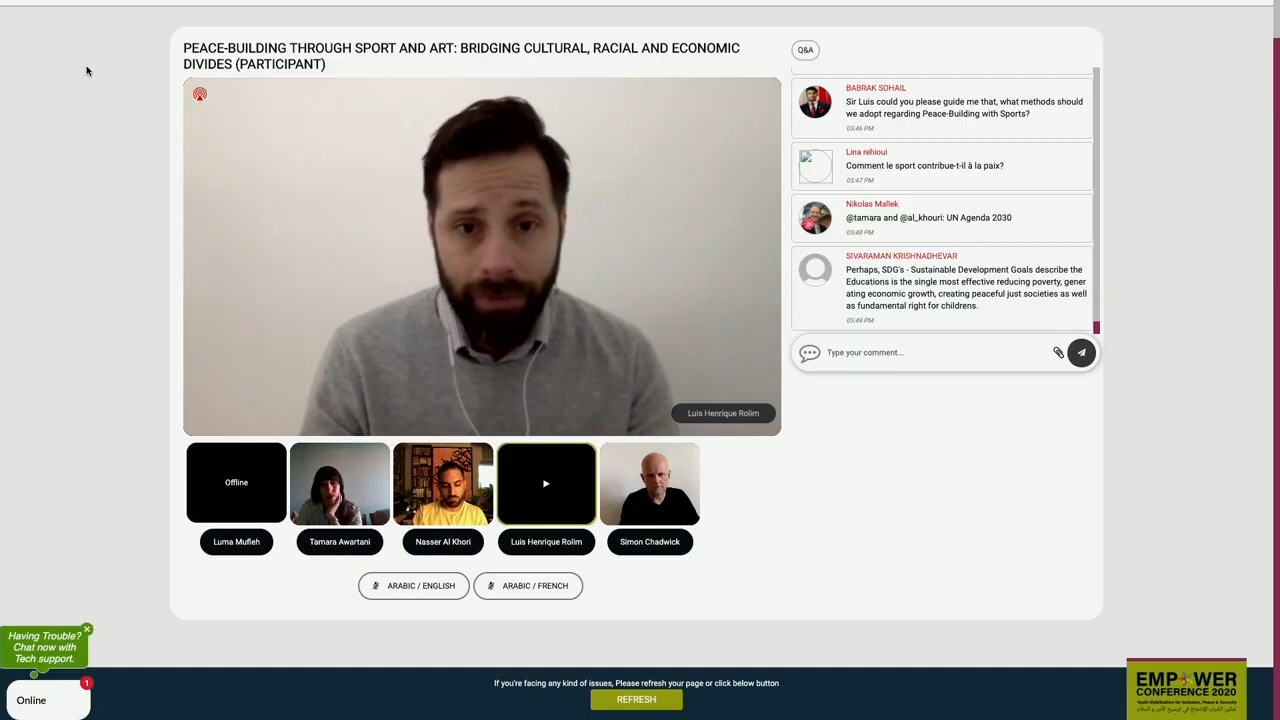 PEACE-BUILDING THROUGH SPORT AND ART: BRIDGING CULTURAL, RACIAL AND ECONOMIC
DIVIDES (PARTICIPANT)
Luis Henrique Rolim
Offline
Luma Mufleh
Tamara Awartani
Nasser Al Khori
Luis Henrique Rolim
Simon Chadwick
ARABIC / ENGLISH
ARABIC / FRENCH
Q&A
BABRAK SOHAIL
Sir Luis could you please guide me that, what methods should
we adopt regarding Peace-Building with Sports?
05:46 PM
Lina rehioui
Comment le sport contribue-t-il à la paix?
05:47 PM
Nikolas Mallek
@tamara and @al_khouri: UN Agenda 2030
05:48 PM
SIVARAMAN KRISHNADHEVAR
Perhaps, SDG's - Sustainable Development Goals describe the
Educations is the single most effective reducing poverty, gener
ating economic growth, creating peaceful just societies as well
as fundamental right for childrens.
05:49 PM
Type your comment...
Having Trouble?
Chat now with
Tech support.
1
Online
If you're facing any kind of issues, Please refresh your page or click below button
REFRESH
EMPOWER
CONFERENCE 2020
Youth Mobilization for Inclusion, Peace & Security